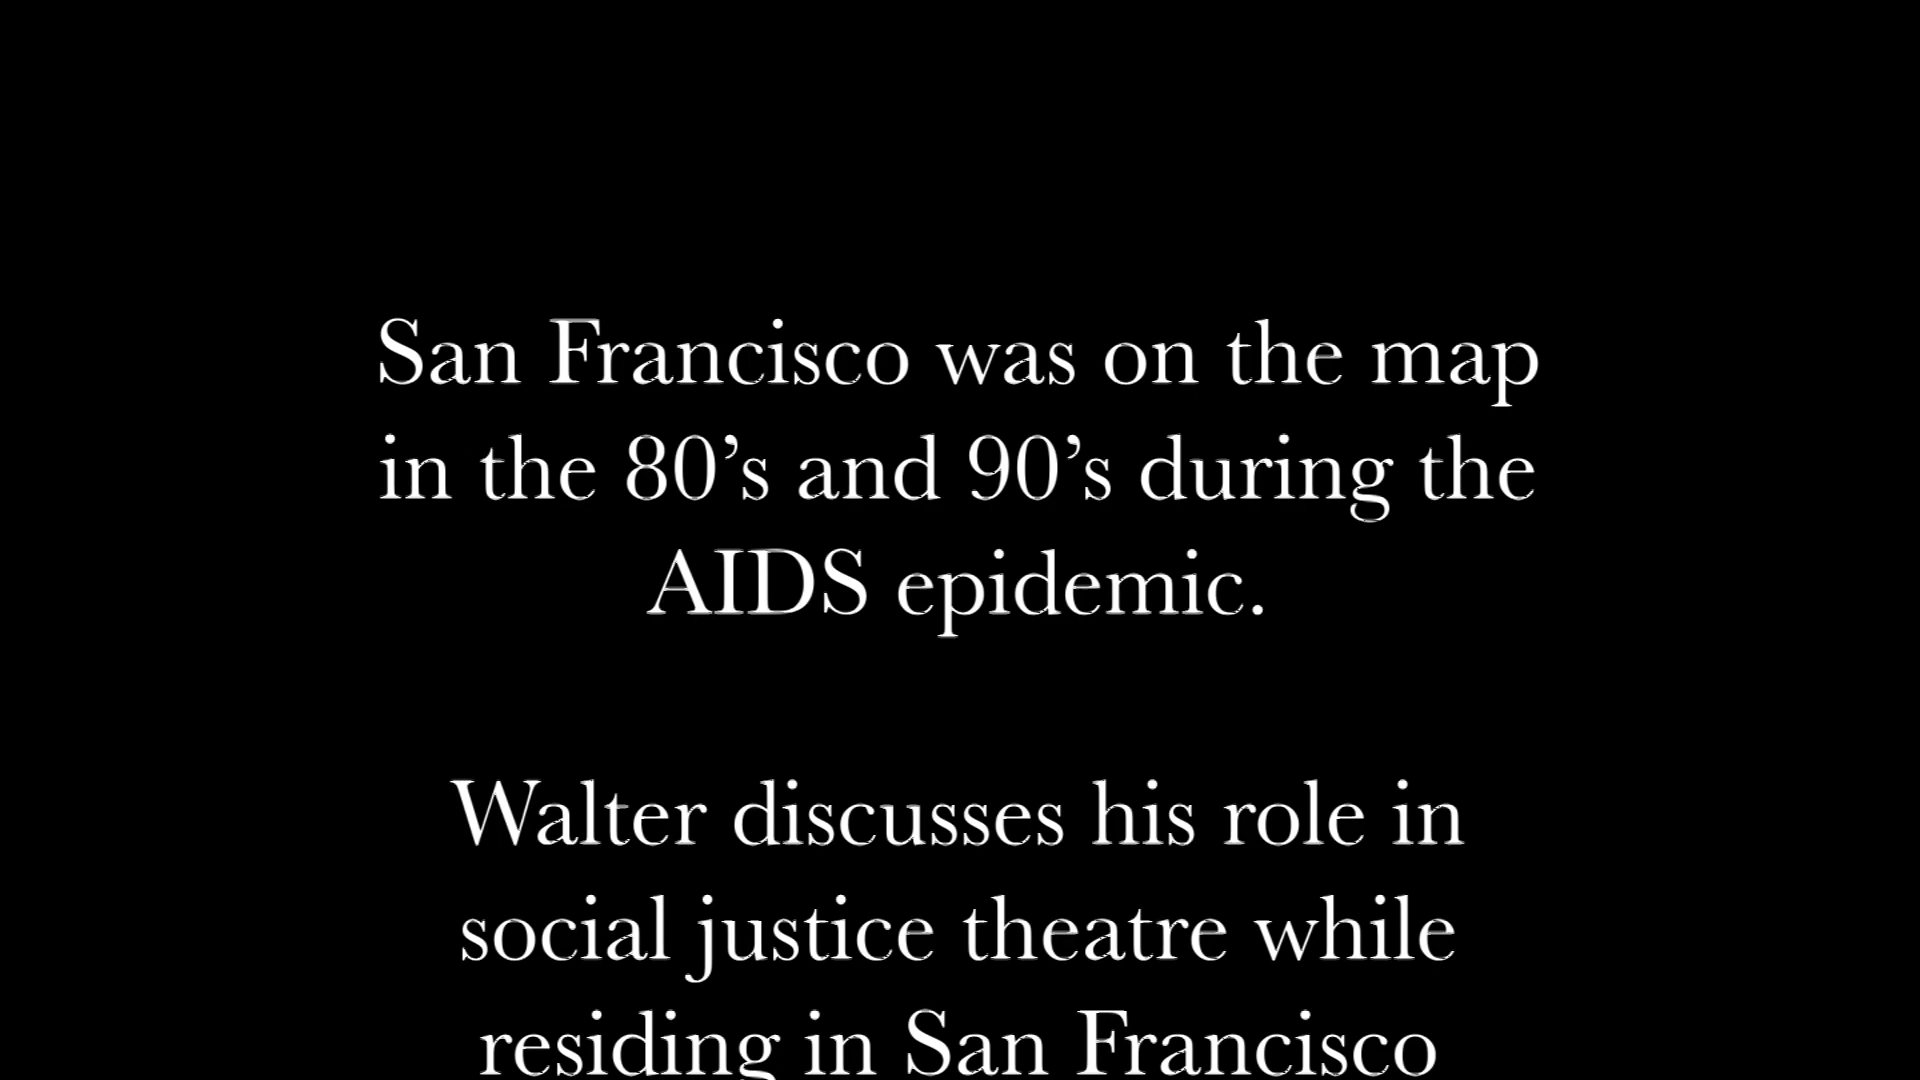 San Francisco was on the map
in the 80’s and 90’s during the
AIDS epidemic.
Walter discusses his role in
social justice theatre while
residing in San Francisco